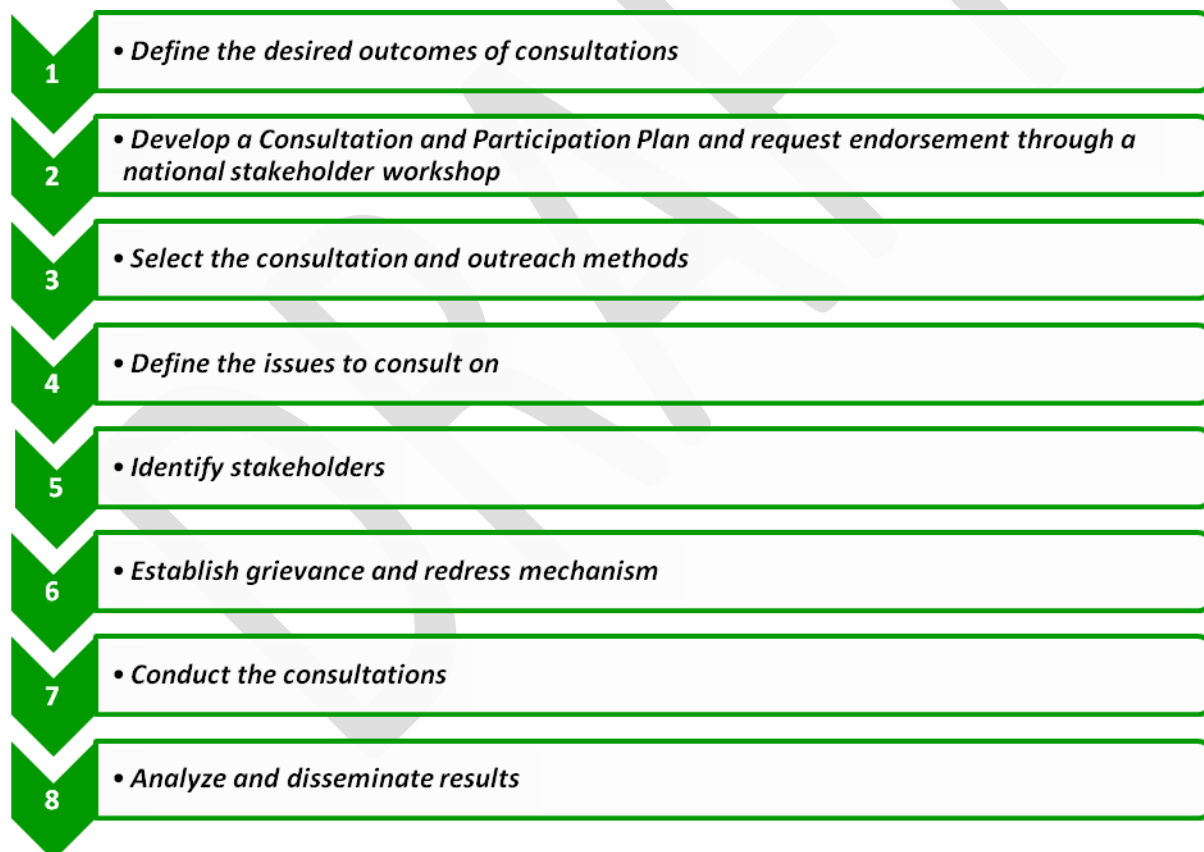 1
• Define the desired outcomes of consultations
2
• Develop a Consultation and Participation Plan and request endorsement through a
national stakeholder workshop
3
• Select the consultation and outreach methods
4
• Define the issues to consult on
5
• Identify stakeholders
6
• Establish grievance and redress mechanism
7
• Conduct the consultations
8
• Analyze and disseminate results